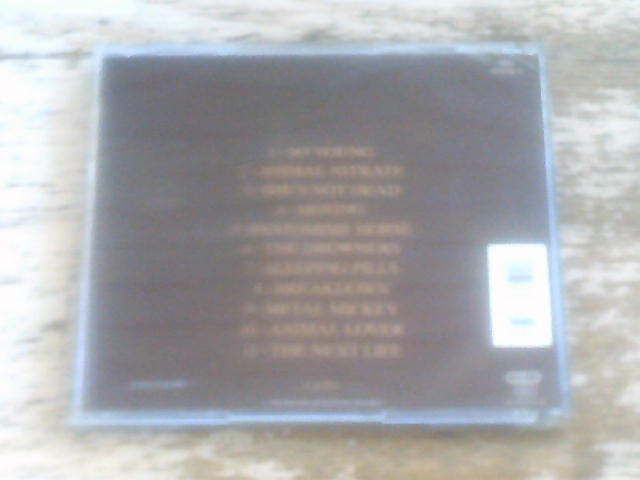 1 - SO YOUNG
2 - ANIMAL NITRATE
3 - SHE'S NOT DEAD
4 - MOVING
5 - PANTOMIME HORSE
6 - THE DROWNERS
7 - SLEEPING PILLS
8 - BREAKDOWN
9 - METAL MICKEY
10 - ANIMAL LOVER
11 - THE NEXT LIFE